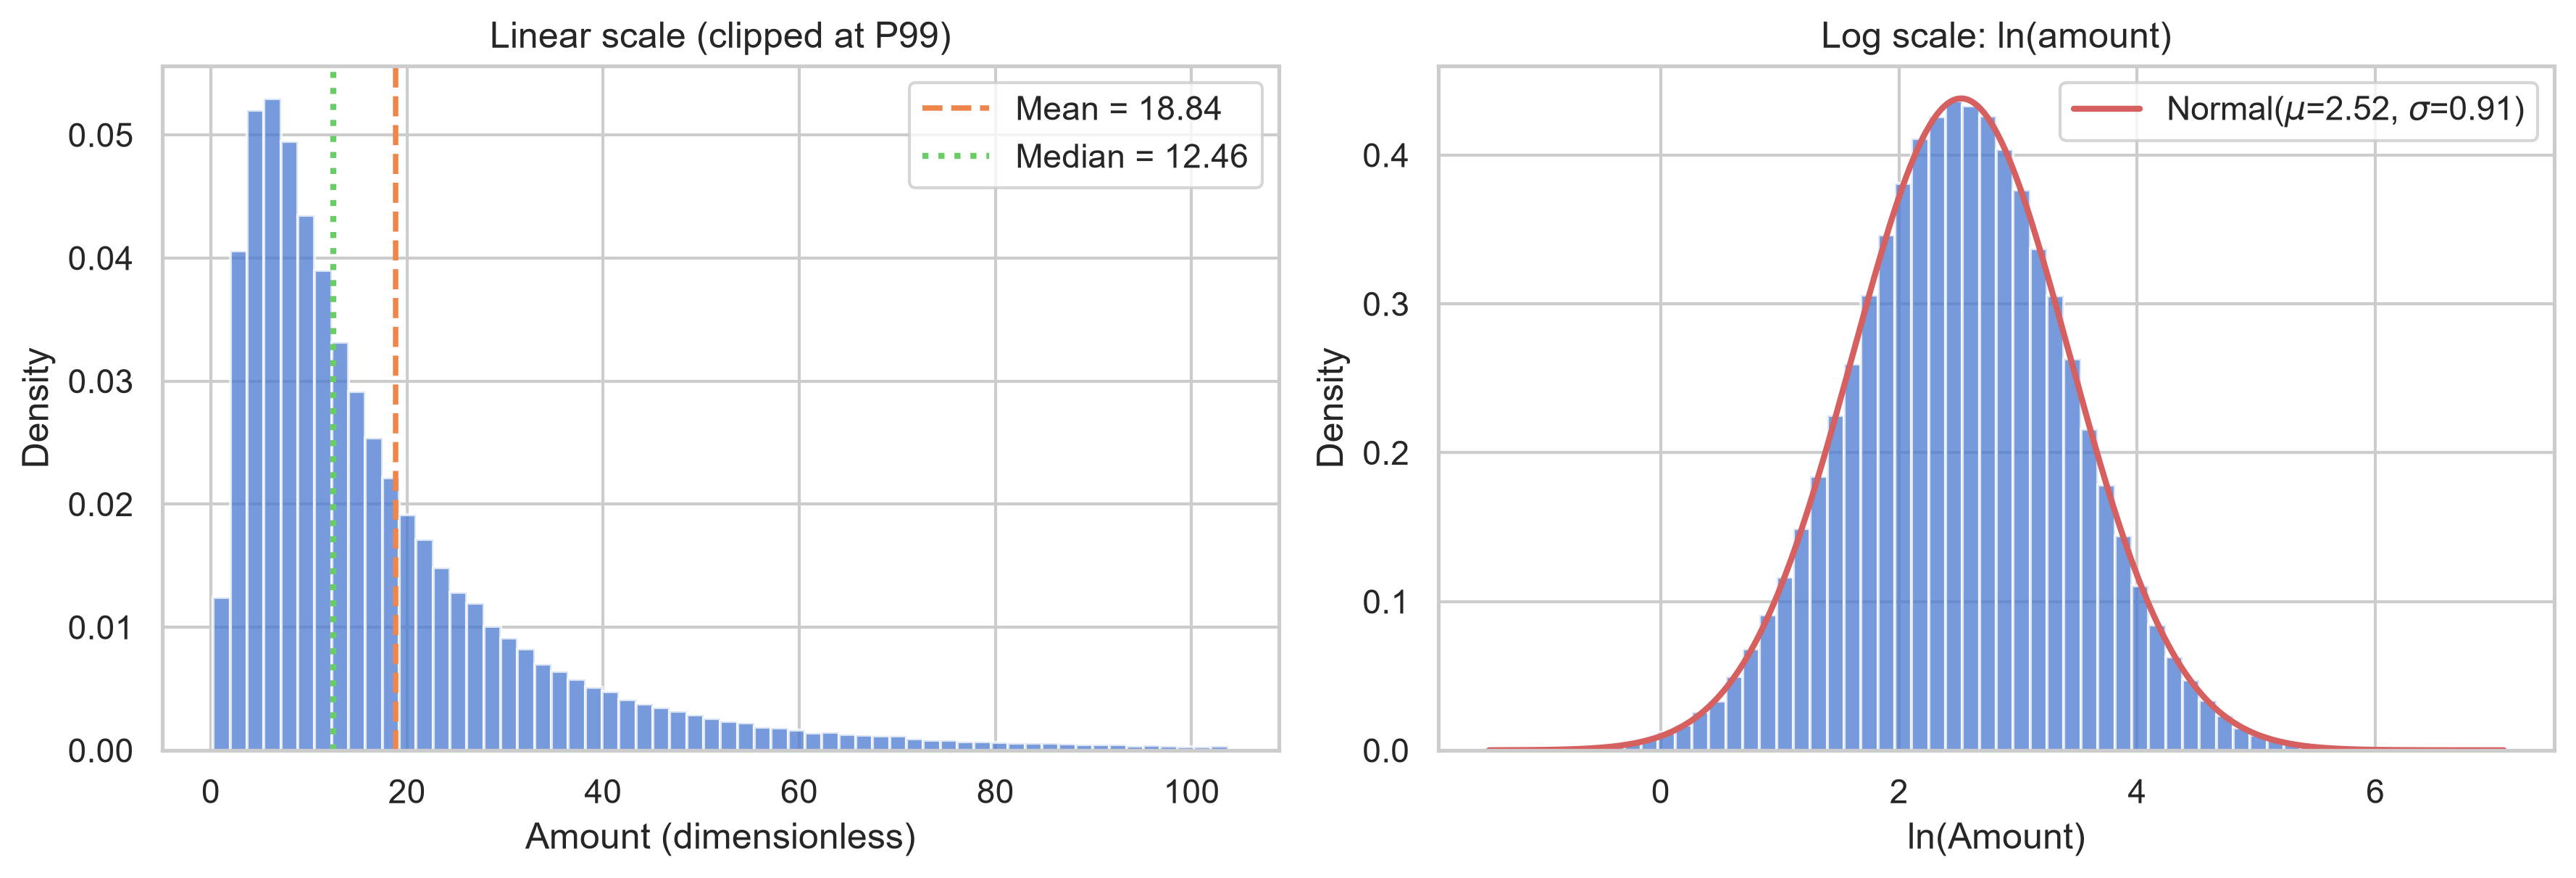 Linear scale (clipped at P99)
Mean = 18.84
Median = 12.46
0.05
0.04
0.03
0.02
0.01
0.00
Density
0
20
40
60
80
100
Amount (dimensionless)
Log scale: ln(amount)
Normal(μ=2.52, σ=0.91)
0.4
0.3
0.2
0.1
0.0
Density
0
2
4
6
ln(Amount)